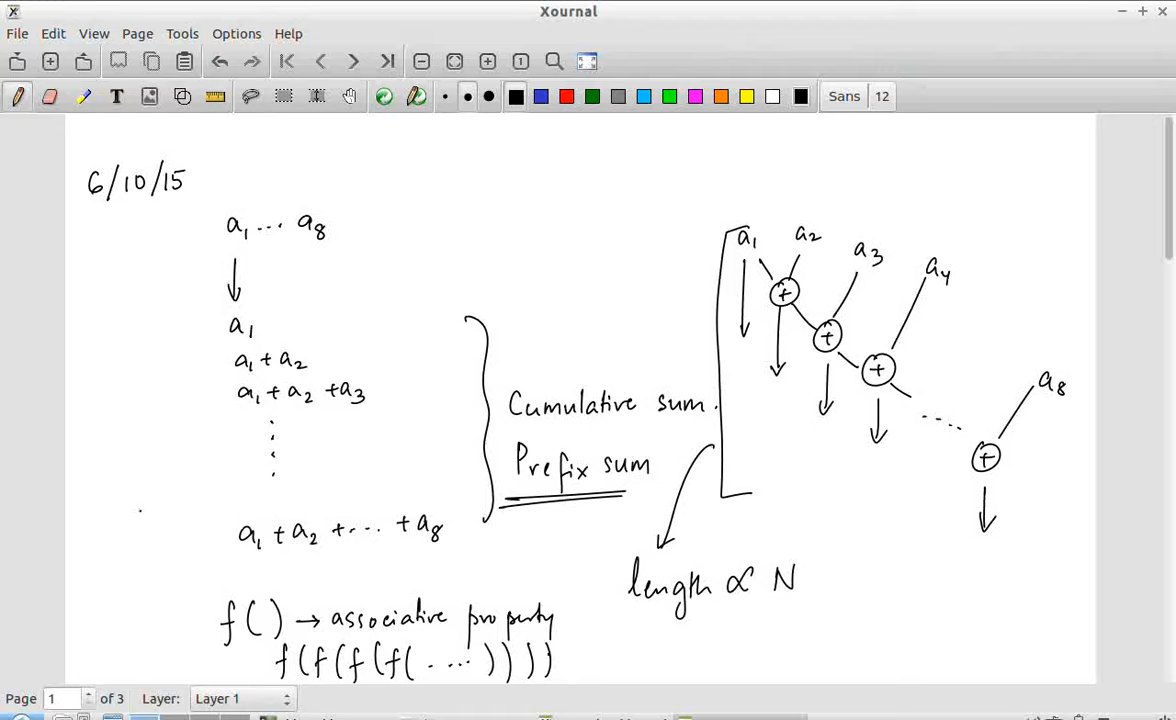 Xournal
File Edit View Page Tools Options Help
Sans 12
6/10/15
a₁ ... a₈
a₁
a₁ + a₂
a₁ + a₂ + a₃
a₁ + a₂ + ... + a₈
Cumulative sum.
Prefix sum
a₁ a₂ a₃ a₄
+ + +
.... a₈
+
length ∝ N
f( ) → associative property
f(f(f(f(....))))
Page 1 of 3 Layer: Layer 1